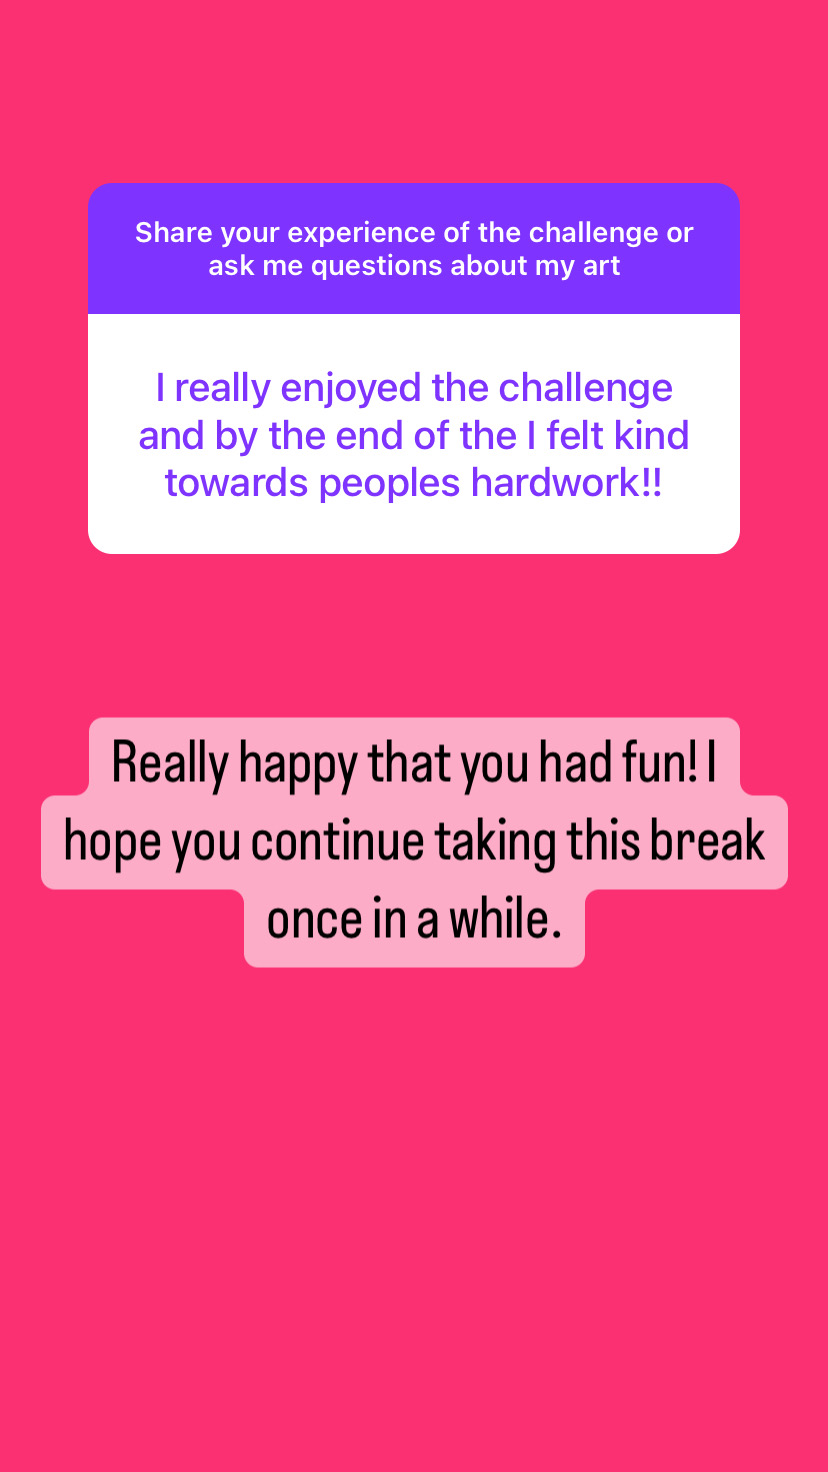 Share your experience of the challenge or
ask me questions about my art
I really enjoyed the challenge
and by the end of the I felt kind
towards peoples hardwork!!
Really happy that you had fun! I
hope you continue taking this break
once in a while.